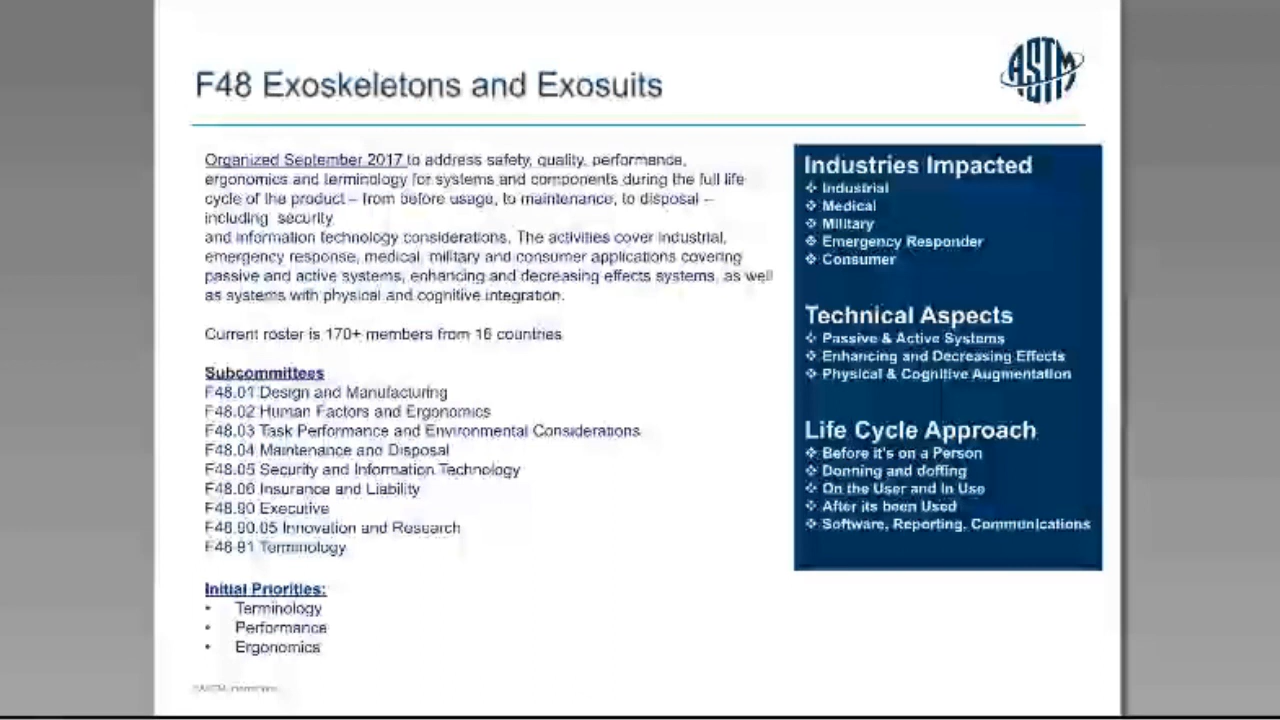 F48 Exoskeletons and Exosuits
ASTM
Organized September 2017 to address safety, quality, performance,
ergonomics and terminology for systems and components during the full life
cycle of the product – from before usage, to maintenance, to disposal –
including security
and information technology considerations. The activities cover industrial,
emergency response, medical, military and consumer applications covering
passive and active systems, enhancing and decreasing effects systems, as well
as systems with physical and cognitive integration.
Current roster is 170+ members from 16 countries
Subcommittees
F48.01 Design and Manufacturing
F48.02 Human Factors and Ergonomics
F48.03 Task Performance and Environmental Considerations
F48.04 Maintenance and Disposal
F48.05 Security and Information Technology
F48.06 Insurance and Liability
F48.90 Executive
F48.90.05 Innovation and Research
F48.91 Terminology
Initial Priorities:
• Terminology
• Performance
• Ergonomics
Industries Impacted
❖ Industrial
❖ Medical
❖ Military
❖ Emergency Responder
❖ Consumer
Technical Aspects
❖ Passive & Active Systems
❖ Enhancing and Decreasing Effects
❖ Physical & Cognitive Augmentation
Life Cycle Approach
❖ Before it's on a Person
❖ Donning and doffing
❖ On the User and In Use
❖ After its been Used
❖ Software, Reporting, Communications